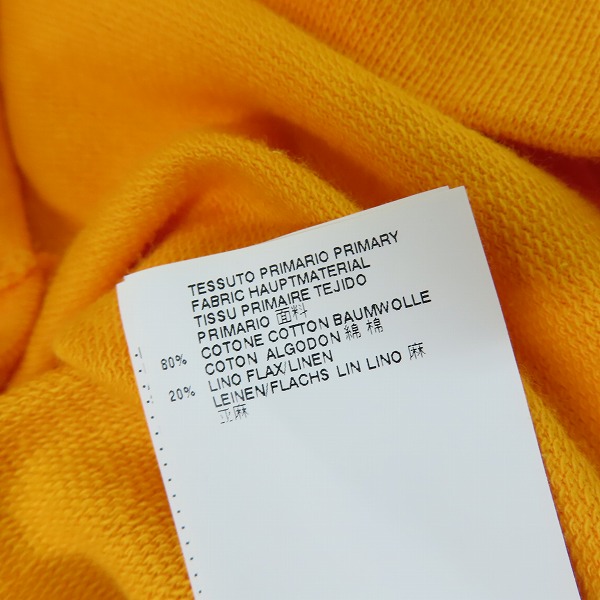 TESSUTO PRIMARIO PRIMARY
FABRIC HAUPTMATERIAL
TISSU PRIMAIRE TEJIDO
PRIMARIO 面料
80% COTONE COTTON BAUMWOLLE
COTON ALGODON 綿 棉
20% LINO FLAX/LINEN
LEINEN/FLACHS LIN LINO 麻
亚麻